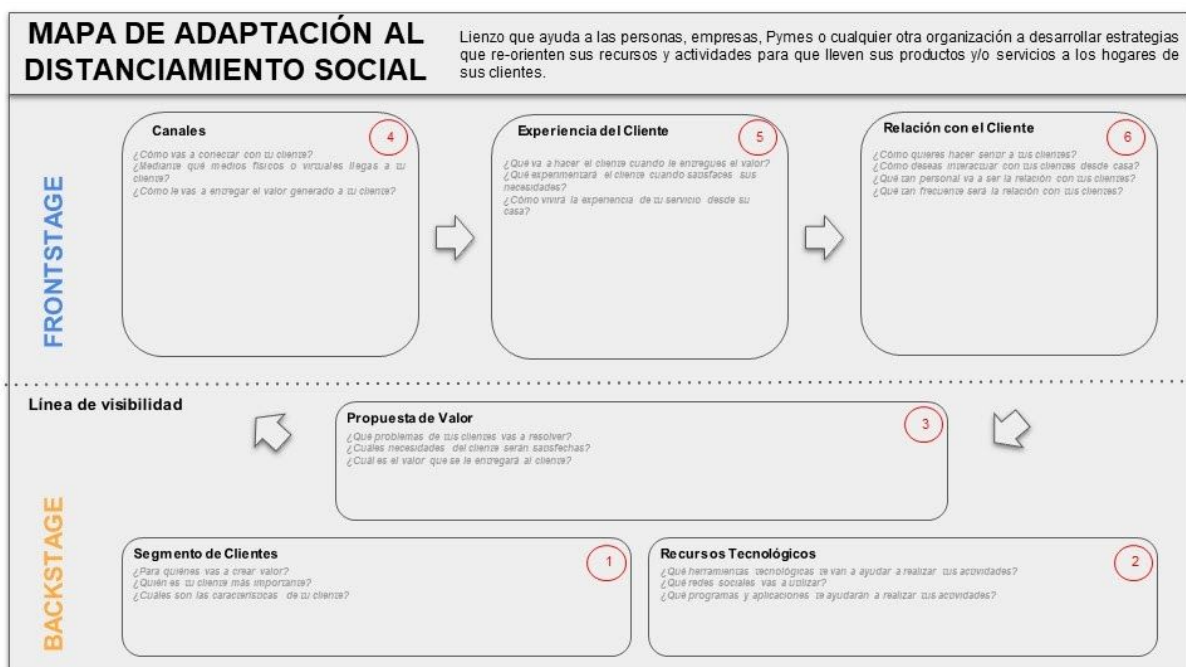 MAPA DE ADAPTACIÓN AL
DISTANCIAMIENTO SOCIAL
Lienzo que ayuda a las personas, empresas, Pymes o cualquier otra organización a desarrollar estrategias
que re-orienten sus recursos y actividades para que lleven sus productos y/o servicios a los hogares de
sus clientes.
FRONTSTAGE
Canales
4
¿Cómo vas a conectar con tu cliente?
¿Mediante qué medios físicos o virtuales llegas a tu
cliente?
¿Cómo le vas a entregar el valor generado a tu cliente?
Experiencia del Cliente
5
¿Qué va a hacer el cliente cuando le entregues el valor?
¿Qué experimentará el cliente cuando satisfaces sus
necesidades?
¿Cómo vivirá la experiencia de tu servicio desde su
casa?
Relación con el Cliente
6
¿Cómo quieres hacer sentir a tus clientes?
¿Cómo deseas interactuar con tus clientes desde casa?
¿Qué tan personal va a ser la relación con tus clientes?
¿Qué tan frecuente será la relación con tus clientes?
Línea de visibilidad
BACKSTAGE
Propuesta de Valor
3
¿Qué problemas de tus clientes vas a resolver?
¿Cuáles necesidades del cliente serán satisfechas?
¿Cuál es el valor que se le entregará al cliente?
Segmento de Clientes
1
¿Para quiénes vas a crear valor?
¿Quién es tu cliente más importante?
¿Cuáles son las características de tu cliente?
Recursos Tecnológicos
2
¿Qué herramientas tecnológicas te van a ayudar a realizar tus actividades?
¿Qué redes sociales vas a utilizar?
¿Qué programas y aplicaciones te ayudarán a realizar tus actividades?